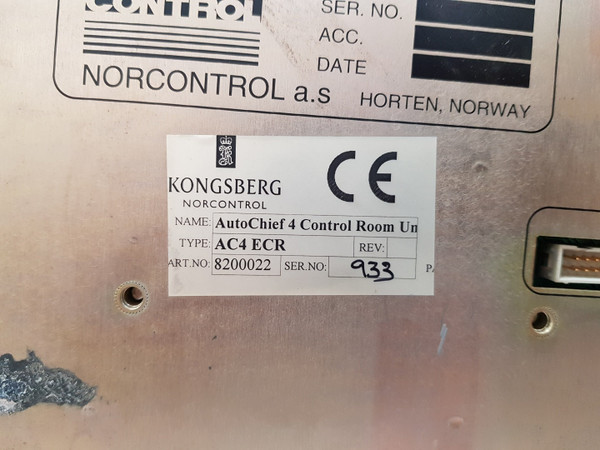 CONTROL
SER. NO.
ACC.
DATE
NORCONTROL a.s HORTEN, NORWAY
KONGSBERG
NORCONTROL
CE
NAME: AutoChief 4 Control Room Un
TYPE: AC4 ECR REV:
ART.NO: 8200022 SER.NO: 933